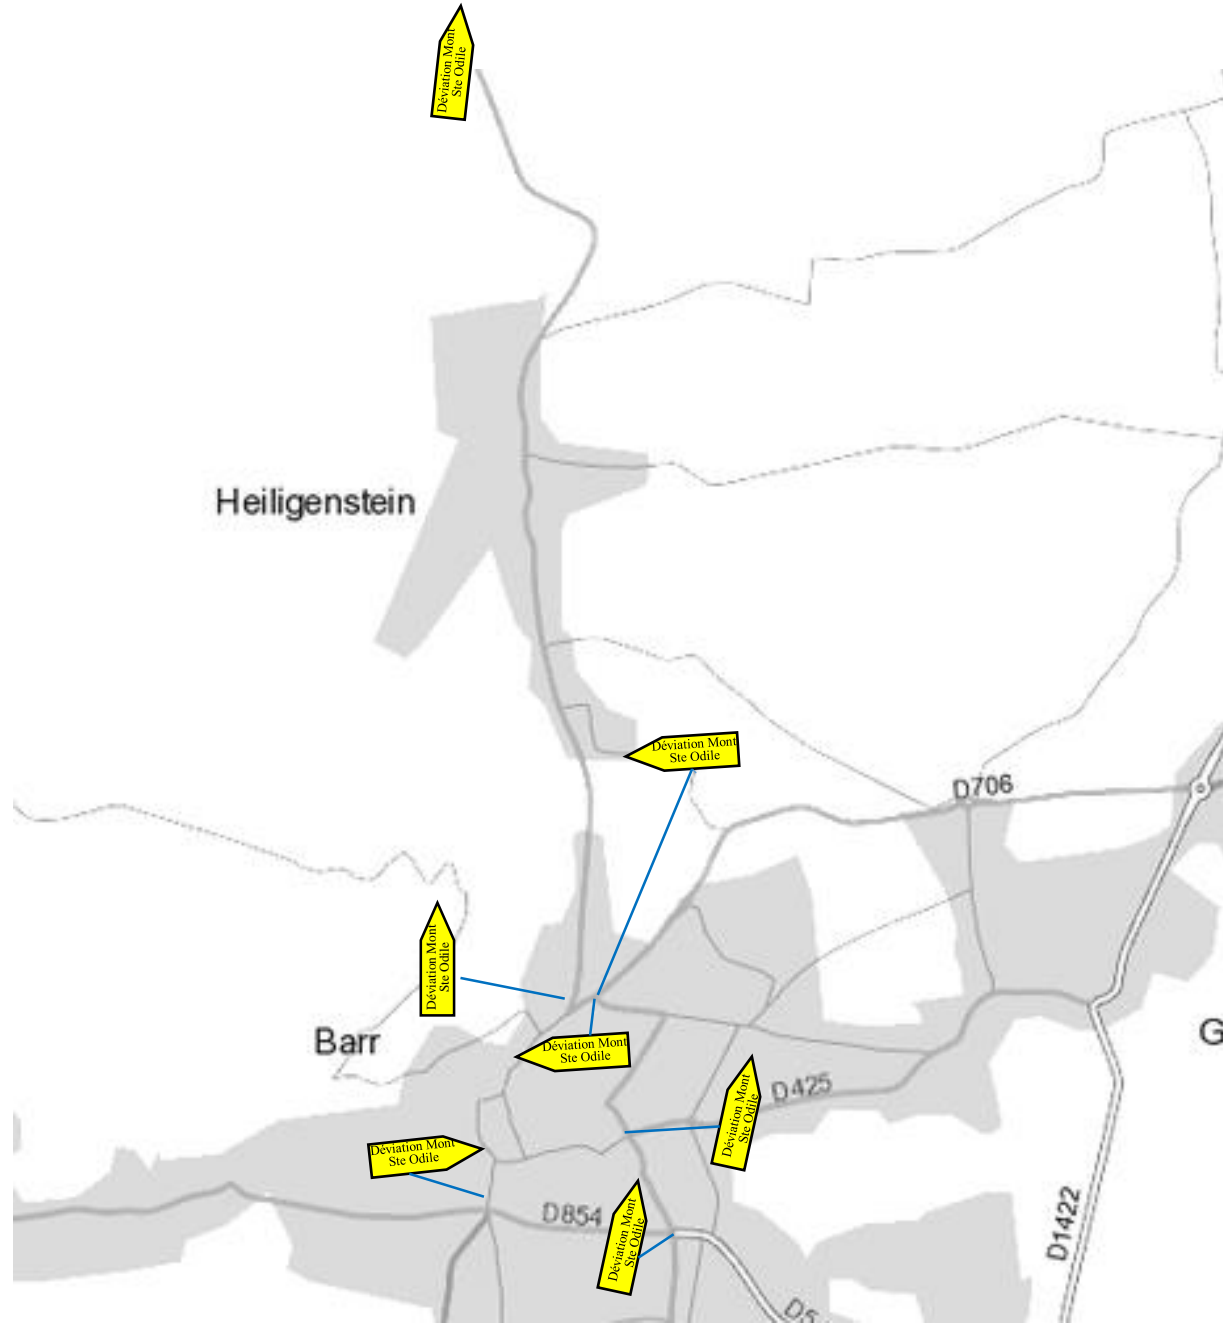 Déviation Mont
Ste Odile
Heiligenstein
Déviation Mont
Ste Odile
D706
Déviation Mont
Ste Odile
Barr
Déviation Mont
Ste Odile
G
D425
Déviation Mont
Ste Odile
Déviation Mont
Ste Odile
D854
Déviation Mont
Ste Odile
D1422
D5